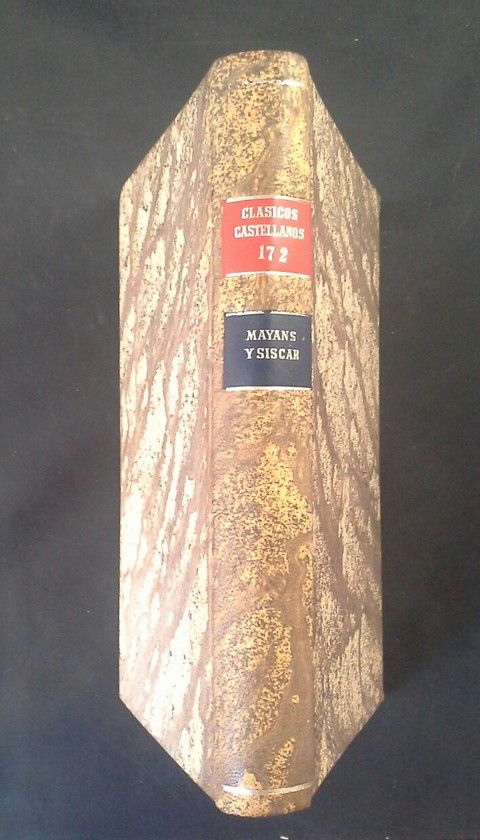 CLASICOS
CASTELLANOS
172
MAYANS
Y SISCAR